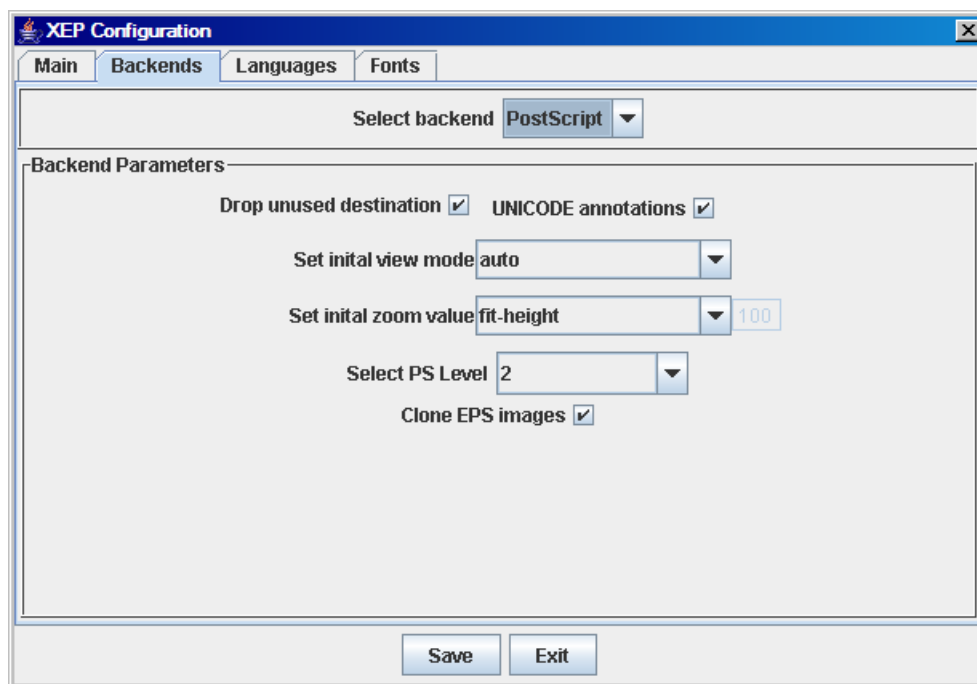 XEP Configuration
Main Backends Languages Fonts
Select backend PostScript
Backend Parameters
Drop unused destination UNICODE annotations
Set inital view mode auto
Set inital zoom value fit-height 100
Select PS Level 2
Clone EPS images
Save Exit